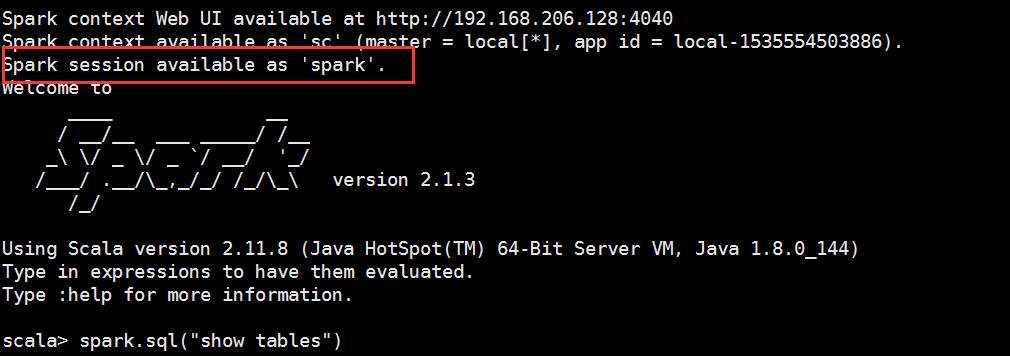 Spark context Web UI available at http://192.168.206.128:4040
Spark context available as 'sc' (master = local[*], app id = local-1535554503886).
Spark session available as 'spark'.
Welcome to
      ____              __
     / __/__  ___ _____/ /__
    _\ \/ _ \/ _ `/ __/  '_/
   /___/ .__/\_,_/_/ /_/\_\   version 2.1.3
      /_/
Using Scala version 2.11.8 (Java HotSpot(TM) 64-Bit Server VM, Java 1.8.0_144)
Type in expressions to have them evaluated.
Type :help for more information.
scala> spark.sql("show tables")